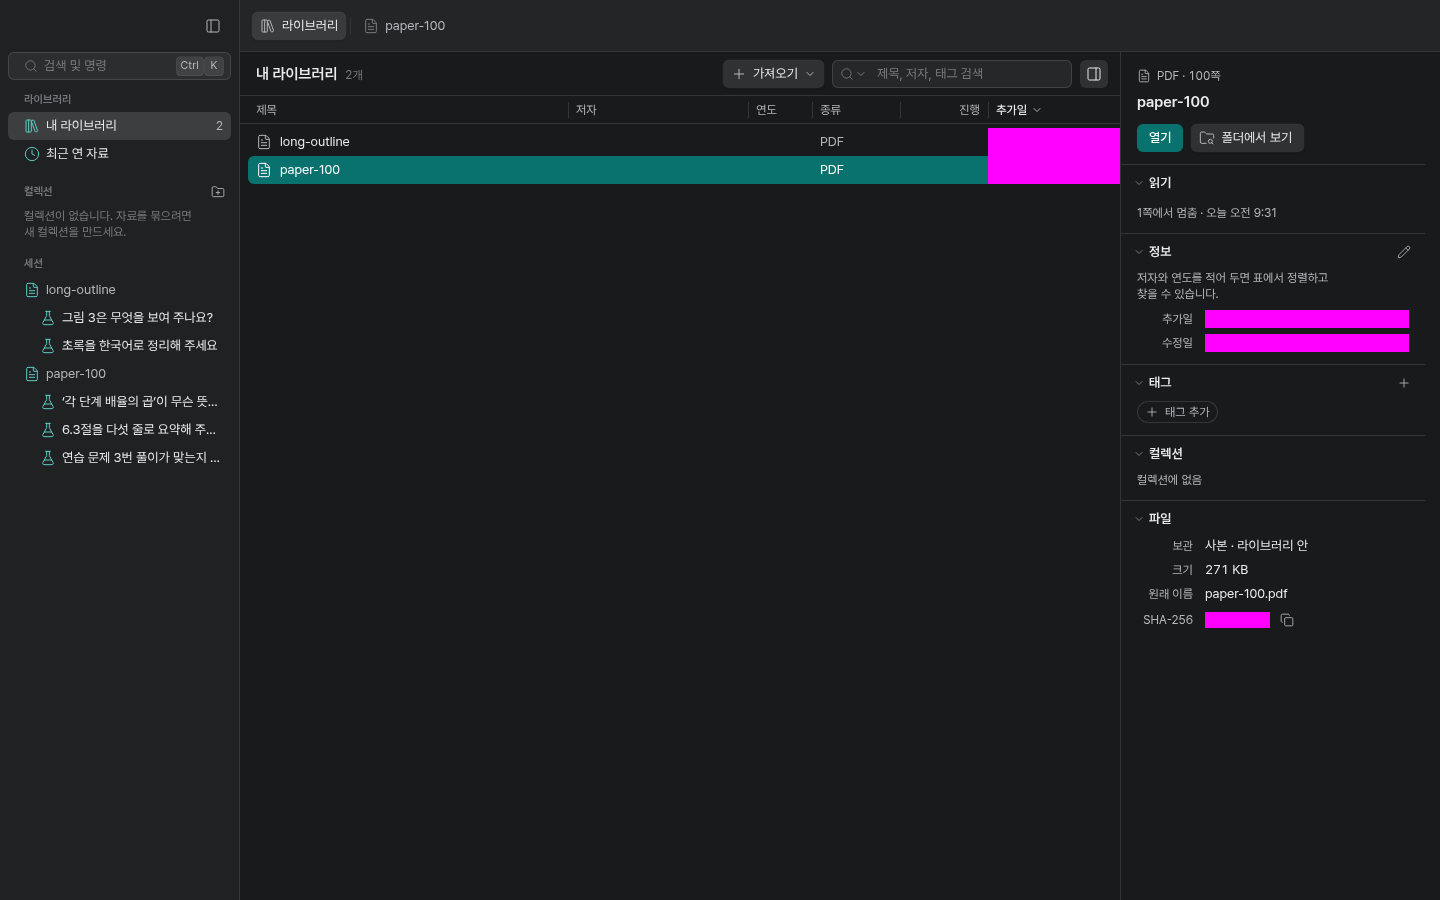 검색 및 명령 Ctrl K
라이브러리
내 라이브러리 2
최근 연 자료
컬렉션
컬렉션이 없습니다. 자료를 묶으려면
새 컬렉션을 만드세요.
세션
long-outline
그림 3은 무엇을 보여 주나요?
초록을 한국어로 정리해 주세요
paper-100
‘각 단계 배율의 곱’이 무슨 뜻...
6.3절을 다섯 줄로 요약해 주...
연습 문제 3번 풀이가 맞는지 ...
라이브러리 paper-100
내 라이브러리 2개 가져오기 제목, 저자, 태그 검색
제목 저자 연도 종류 진행 추가일
long-outline PDF
paper-100 PDF
PDF · 100쪽
paper-100
열기 폴더에서 보기
읽기
1쪽에서 멈춤 · 오늘 오전 9:31
정보
저자와 연도를 적어 두면 표에서 정렬하고
찾을 수 있습니다.
추가일
수정일
태그
태그 추가
컬렉션
컬렉션에 없음
파일
보관 사본 · 라이브러리 안
크기 271 KB
원래 이름 paper-100.pdf
SHA-256